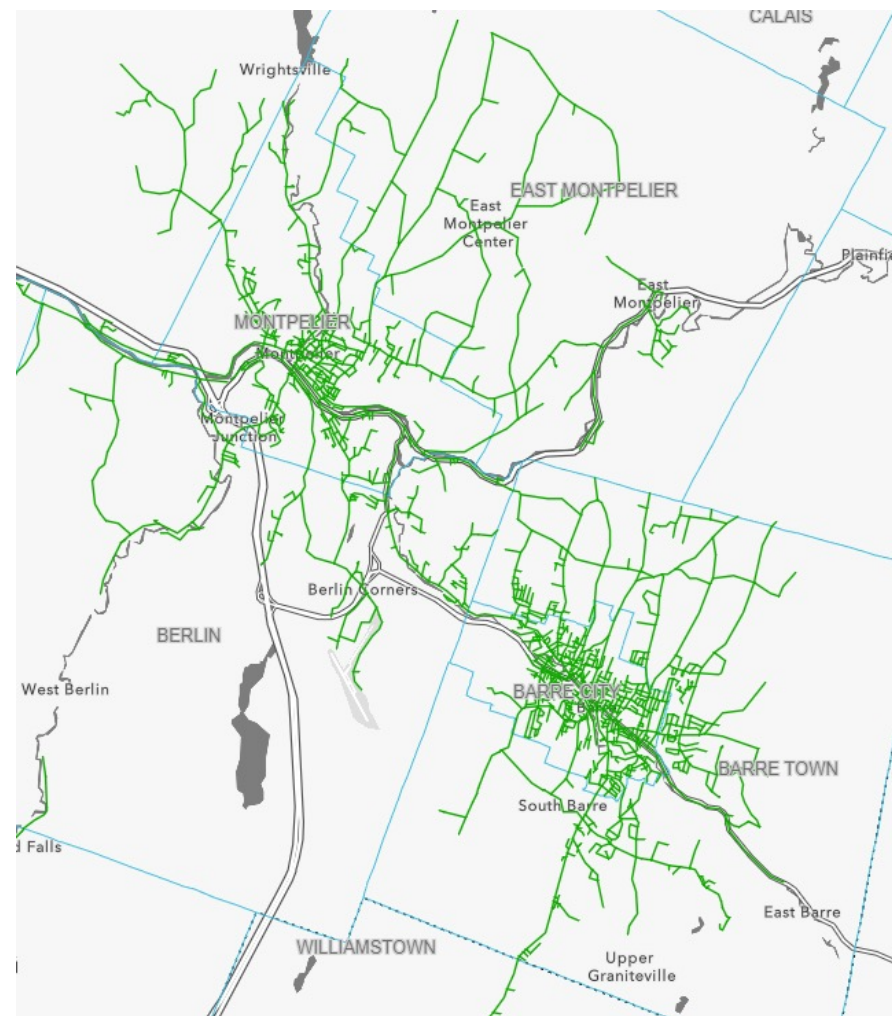 CALAIS
Wrightsville
EAST MONTPELIER
East
Montpelier
Center
Plainfi
East
Montpelier
MONTPELIER
Montpelier
Montpelier
Junction
Berlin Corners
BERLIN
West Berlin
BARRE CITY
BARRE TOWN
South Barre
d Falls
East Barre
WILLIAMSTOWN
Upper
Graniteville